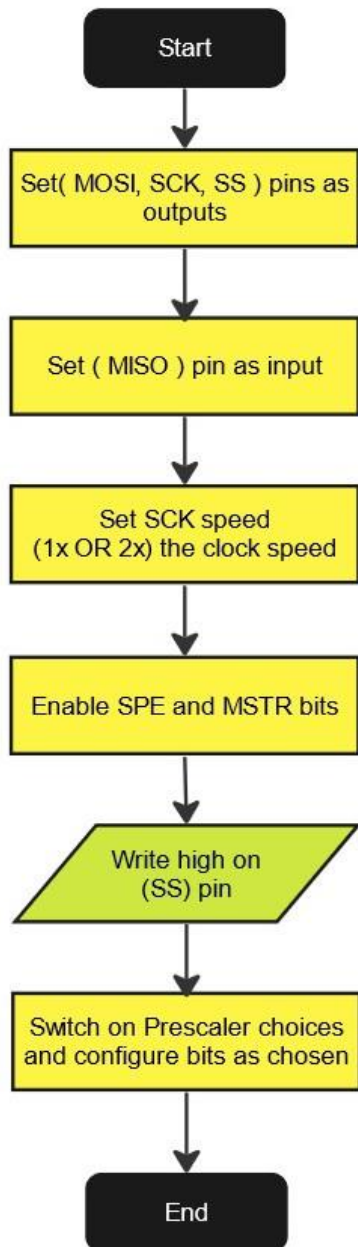 Start
Set( MOSI, SCK, SS ) pins as
outputs
Set ( MISO ) pin as input
Set SCK speed
(1x OR 2x) the clock speed
Enable SPE and MSTR bits
Write high on
(SS) pin
Switch on Prescaler choices
and configure bits as chosen
End